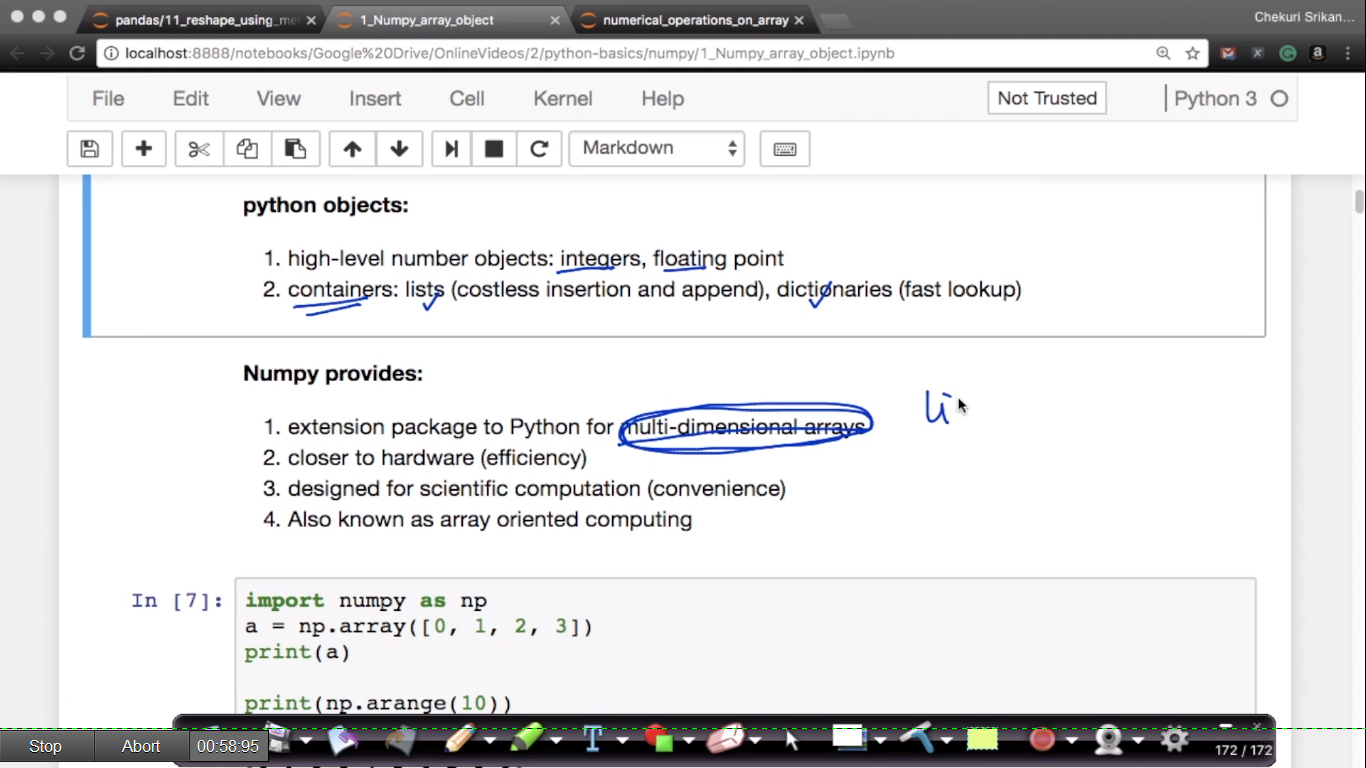 pandas/11_reshape_using_mel
1_Numpy_array_object
numerical_operations_on_array
Chekuri Srikan...
localhost:8888/notebooks/Google%20Drive/OnlineVideos/2/python-basics/numpy/1_Numpy_array_object.ipynb
File Edit View Insert Cell Kernel Help Not Trusted Python 3
Markdown
python objects:
1. high-level number objects: integers, floating point
2. containers: lists (costless insertion and append), dictionaries (fast lookup)
Numpy provides:
li
1. extension package to Python for multi-dimensional arrays
2. closer to hardware (efficiency)
3. designed for scientific computation (convenience)
4. Also known as array oriented computing
In [7]: import numpy as np
a = np.array([0, 1, 2, 3])
print(a)
print(np.arange(10))
Stop Abort 00:58:95 172 / 172